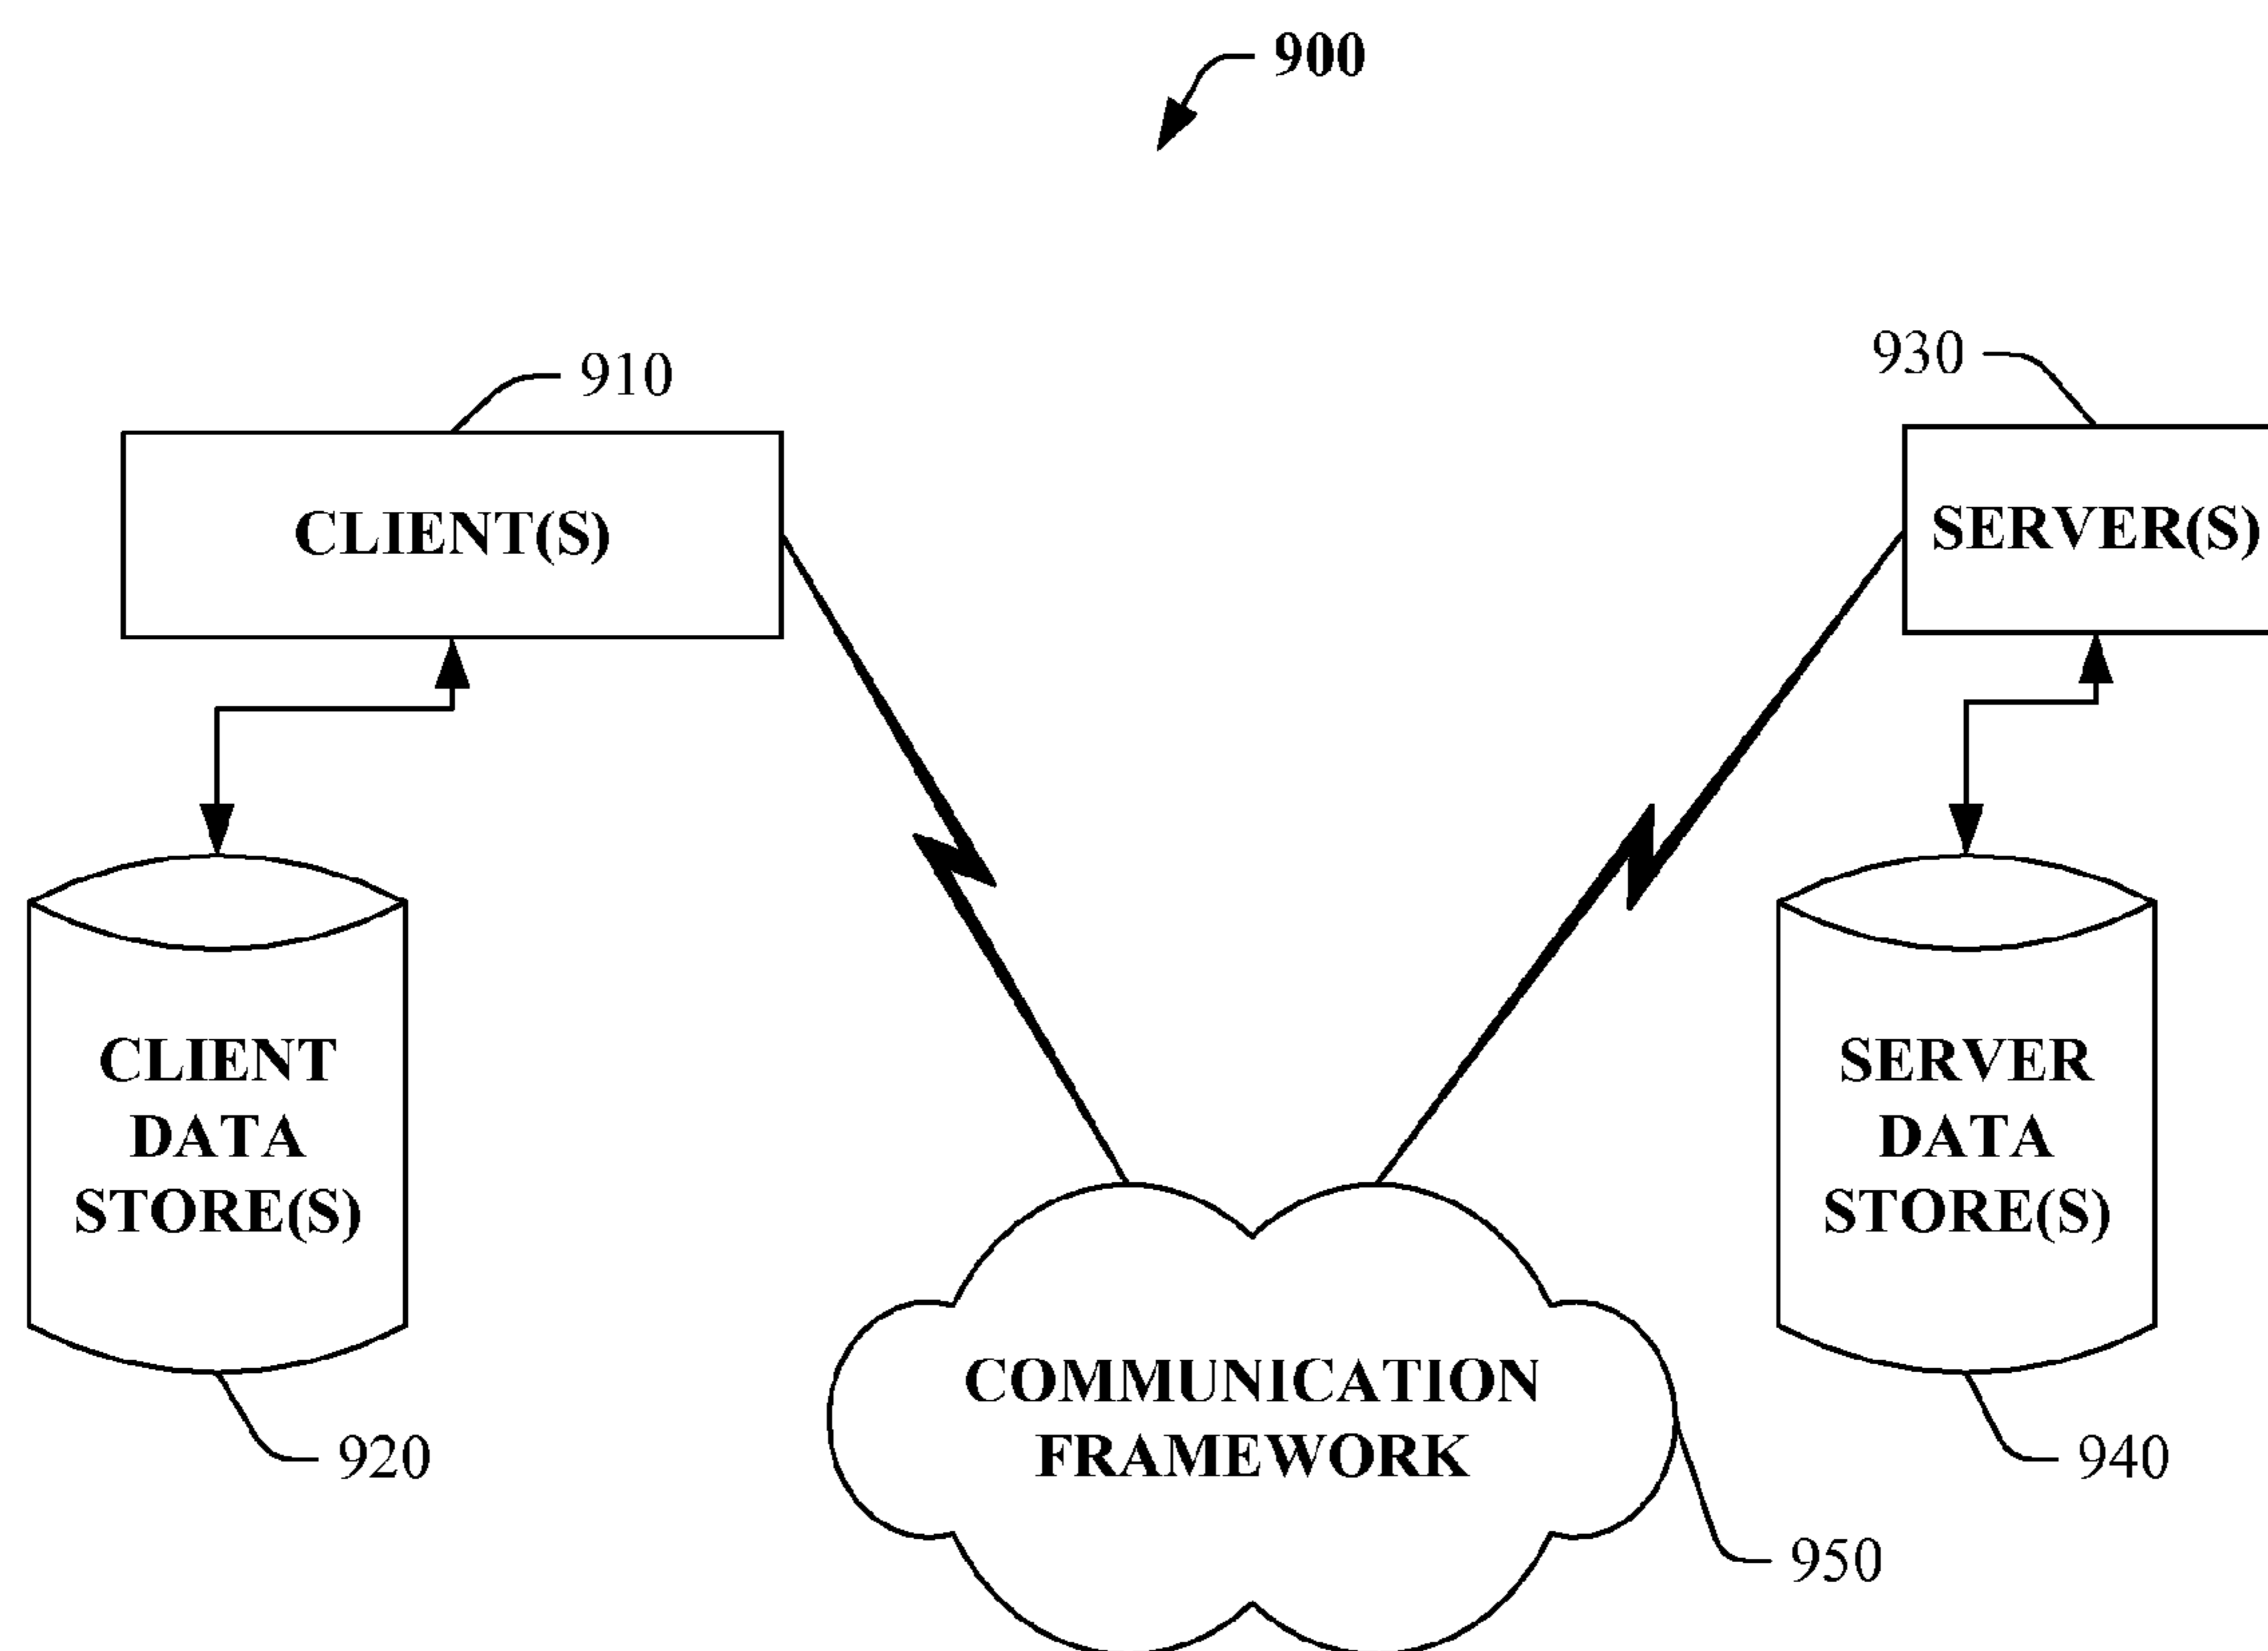 900
910
930
CLIENT(S)
SERVER(S)
CLIENT
DATA
STORE(S)
SERVER
DATA
STORE(S)
COMMUNICATION
FRAMEWORK
920
940
950